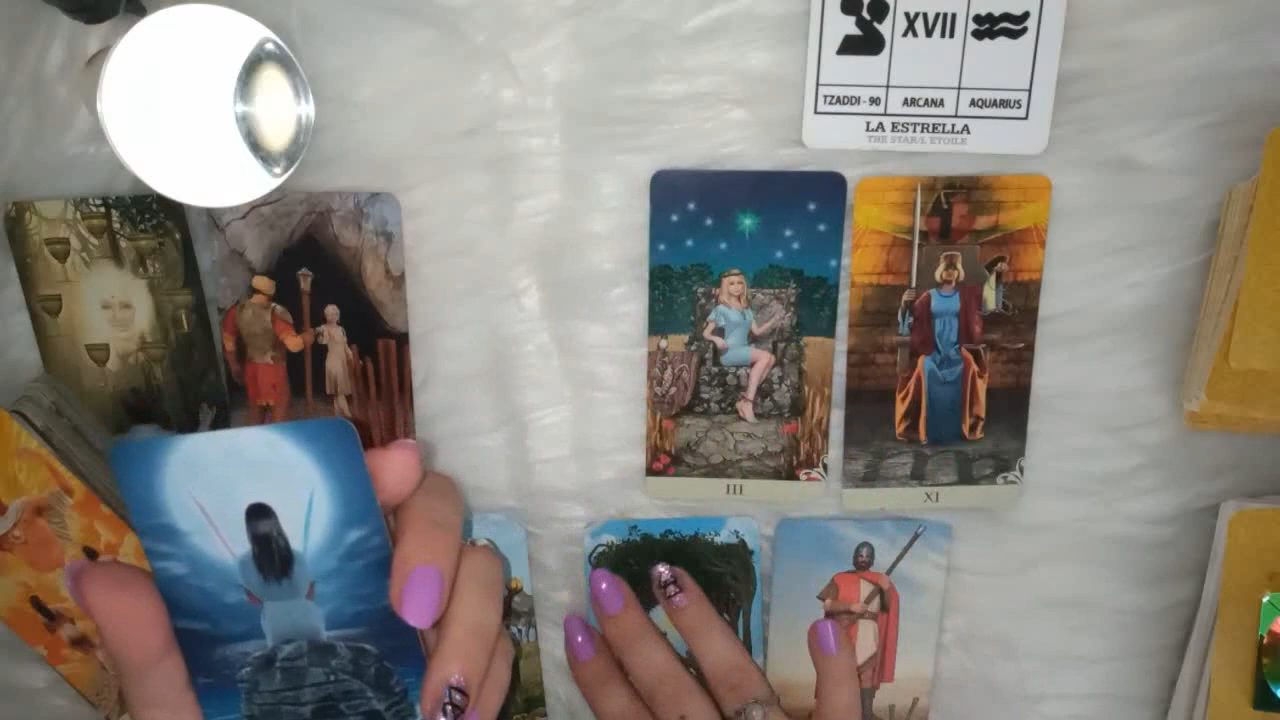 XVII
TZADDI - 90 ARCANA AQUARIUS
LA ESTRELLA
THE STAR/L ETOILE
III
XI